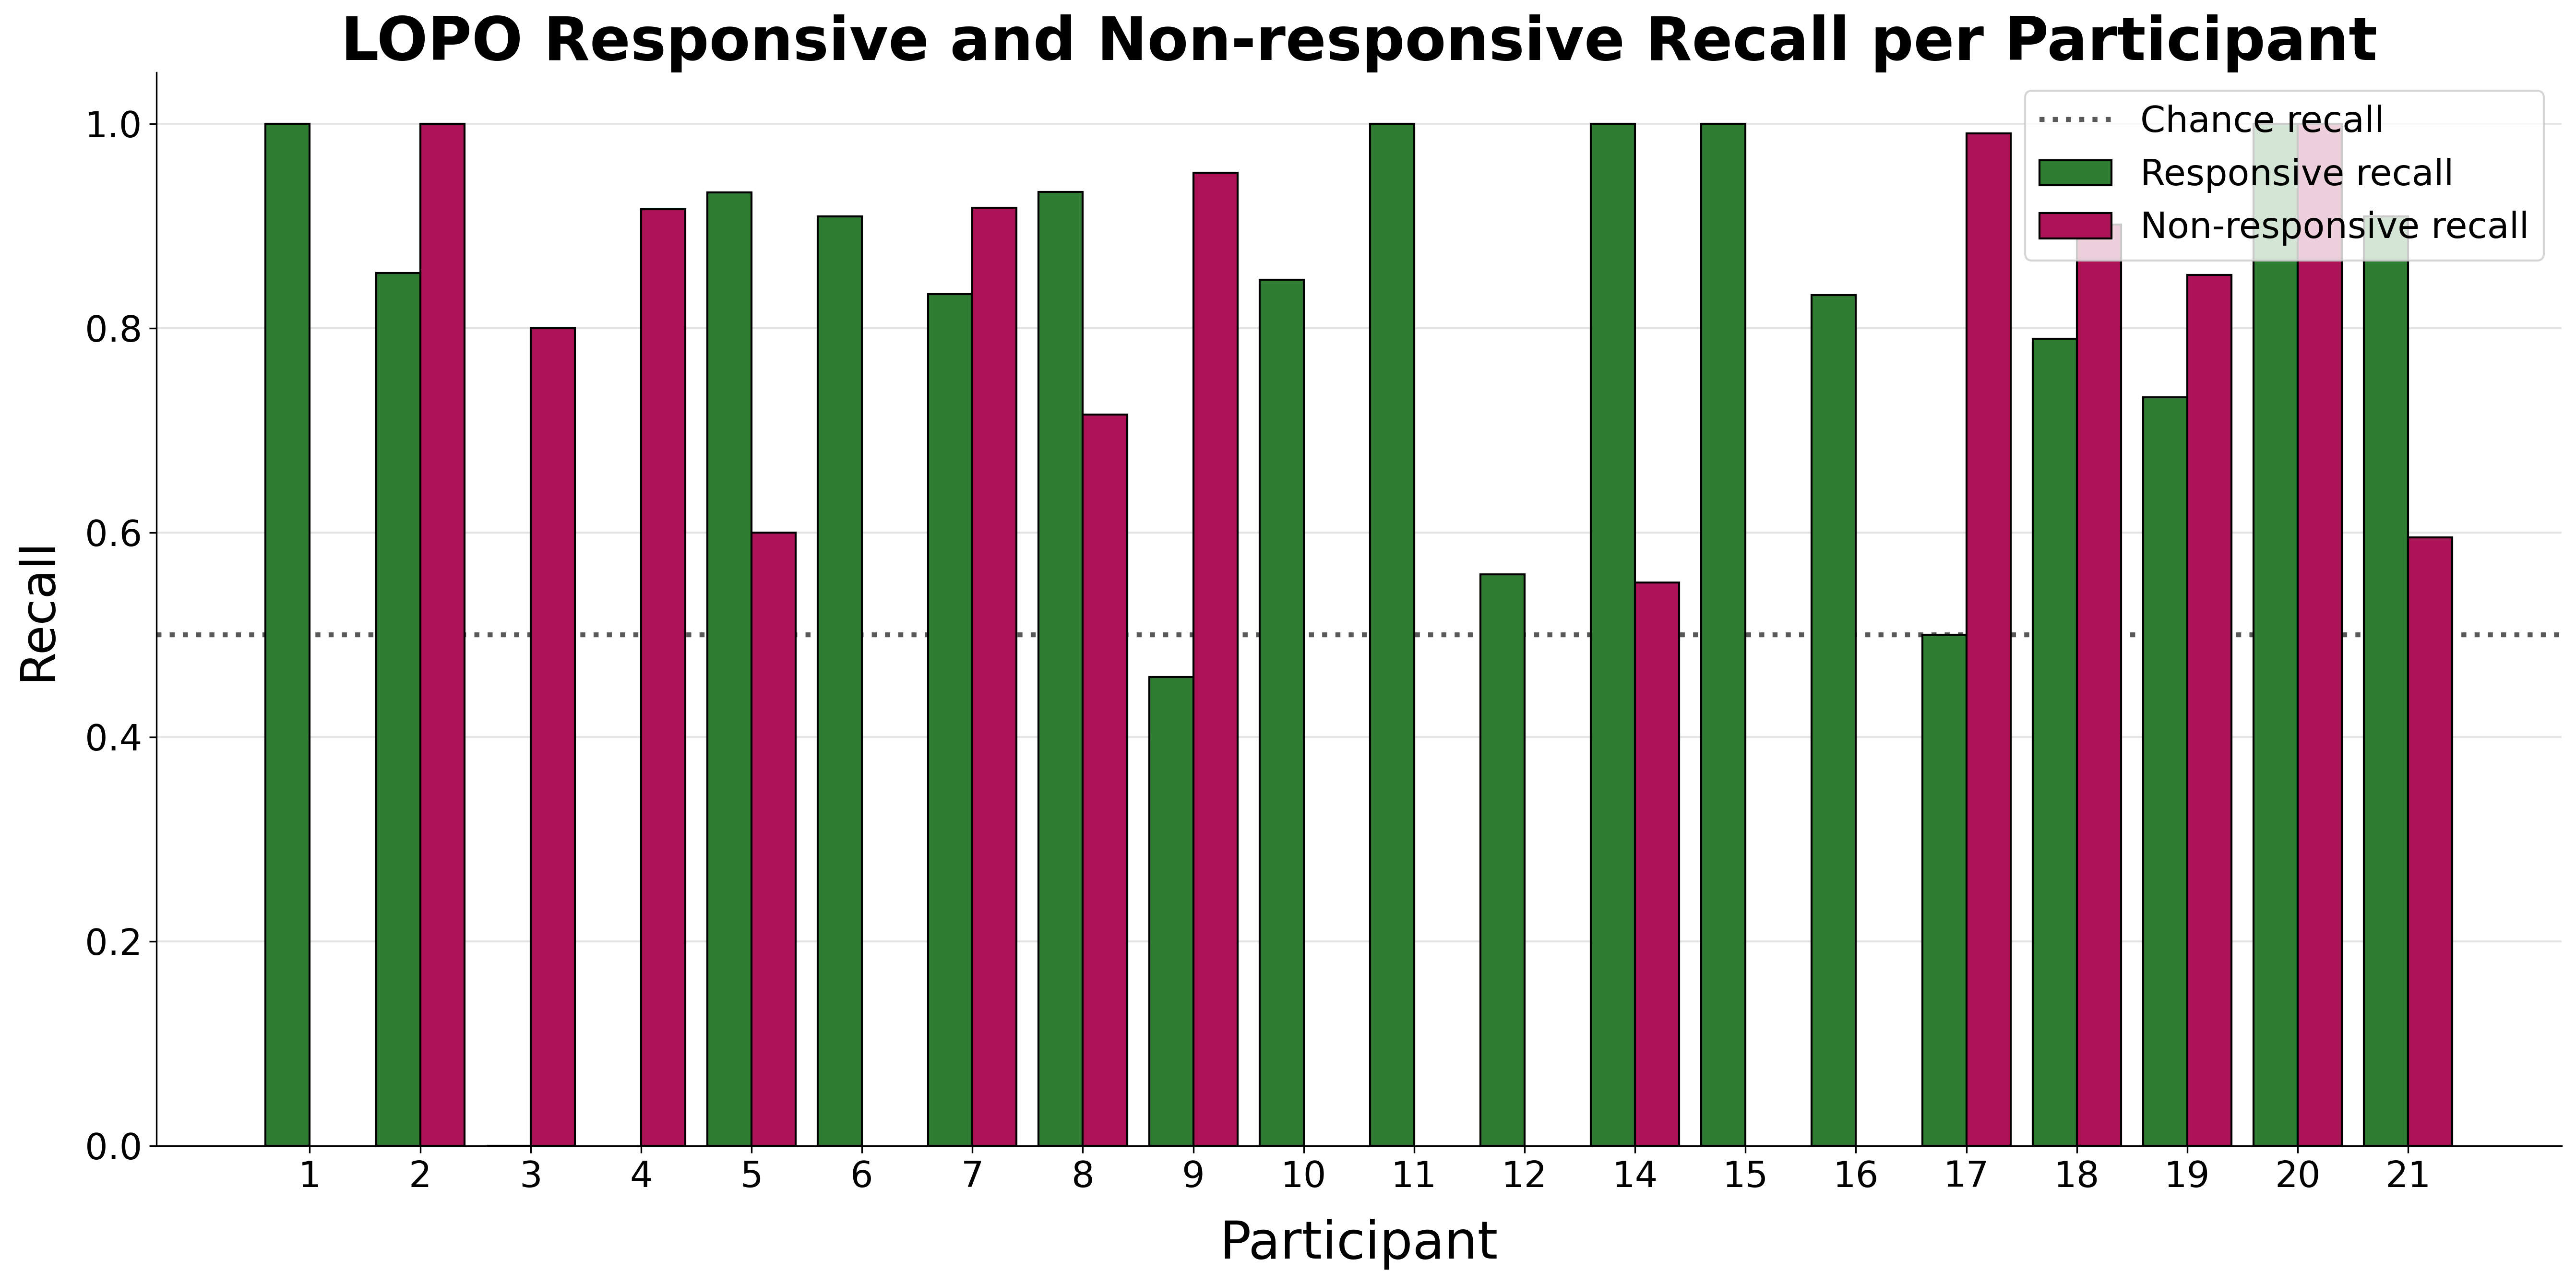 LOPO Responsive and Non-responsive Recall per Participant
Chance recall
Responsive recall
Non-responsive recall
Recall
1.0
0.8
0.6
0.4
0.2
0.0
1 2 3 4 5 6 7 8 9 10 11 12 14 15 16 17 18 19 20 21
Participant